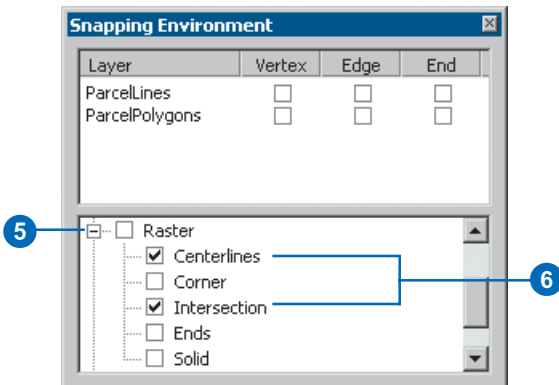 Snapping Environment
Layer Vertex Edge End
ParcelLines
ParcelPolygons
5 Raster
Centerlines
Corner
6
Intersection
Ends
Solid